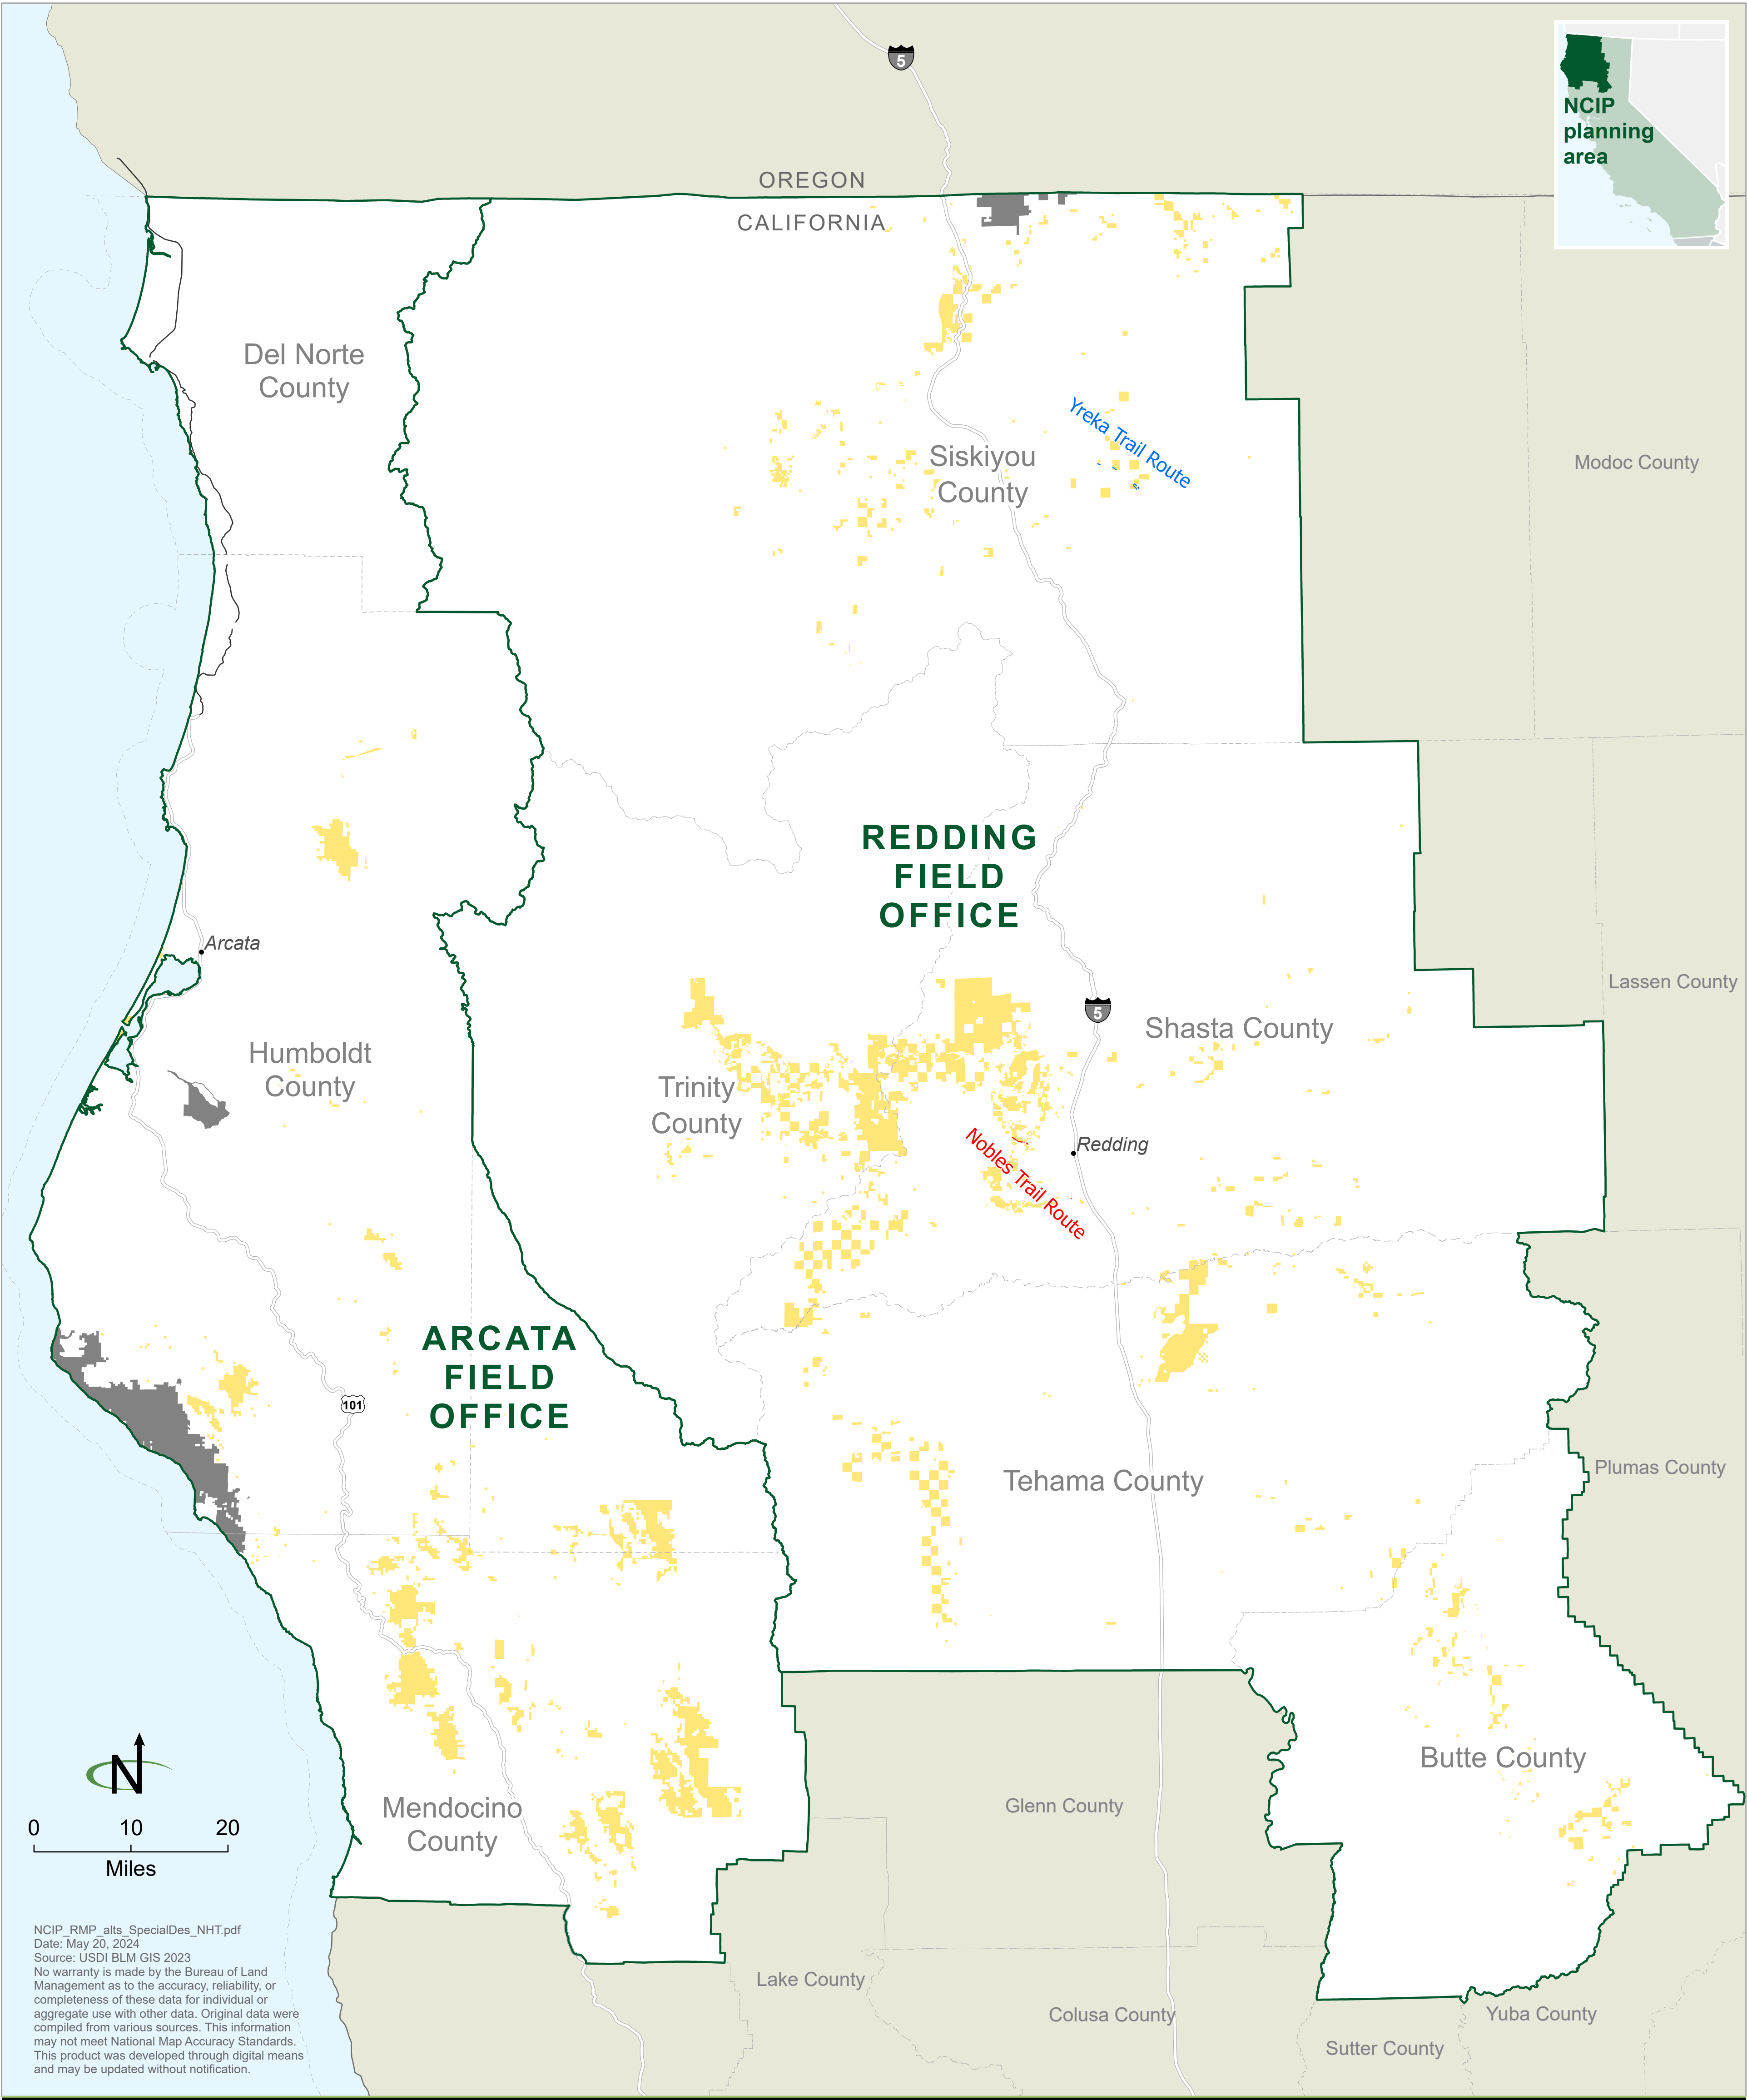 5
NCIP
planning
area
OREGON
CALIFORNIA
Del Norte
County
Yreka Trail Route
Siskiyou
County
Modoc County
REDDING
FIELD
OFFICE
Arcata
Lassen County
5
Shasta County
Humboldt
County
Trinity
County
Redding
Nobles Trail Route
ARCATA
FIELD
OFFICE
101
Tehama County
Plumas County
Butte County
N
Mendocino
County
Glenn County
0 10 20
Miles
NCIP_RMP_alts_SpecialDes_NHT.pdf
Date: May 20, 2024
Source: USDI BLM GIS 2023
No warranty is made by the Bureau of Land
Management as to the accuracy, reliability, or
completeness of these data for individual or
aggregate use with other data. Original data were
compiled from various sources. This information
may not meet National Map Accuracy Standards.
This product was developed through digital means
and may be updated without notification.
Lake County
Colusa County
Yuba County
Sutter County